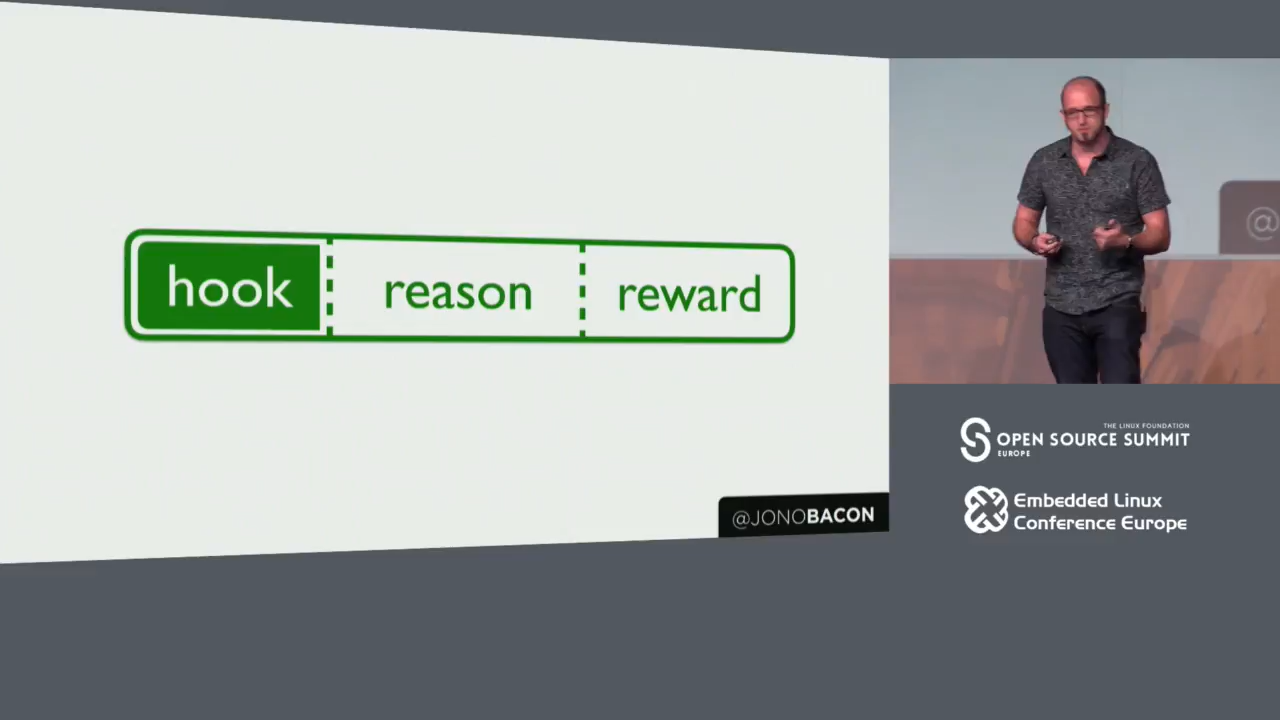 hook
reason
reward
@JONOBACON
@
THE LINUX FOUNDATION
OPEN SOURCE SUMMIT
EUROPE
Embedded Linux
Conference Europe